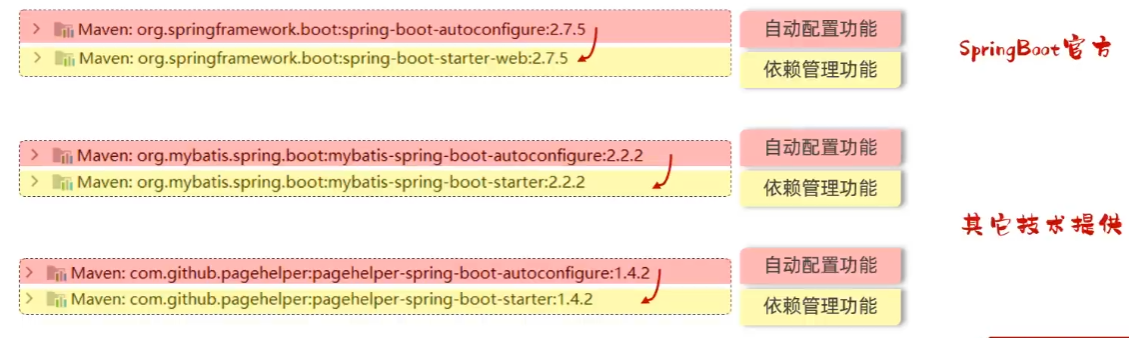 Maven: org.springframework.boot:spring-boot-autoconfigure:2.7.5
自动配置功能
Maven: org.springframework.boot:spring-boot-starter-web:2.7.5
依赖管理功能
SpringBoot官方
Maven: org.mybatis.spring.boot:mybatis-spring-boot-autoconfigure:2.2.2
自动配置功能
Maven: org.mybatis.spring.boot:mybatis-spring-boot-starter:2.2.2
依赖管理功能
其它技术提供
Maven: com.github.pagehelper:pagehelper-spring-boot-autoconfigure:1.4.2
自动配置功能
Maven: com.github.pagehelper:pagehelper-spring-boot-starter:1.4.2
依赖管理功能